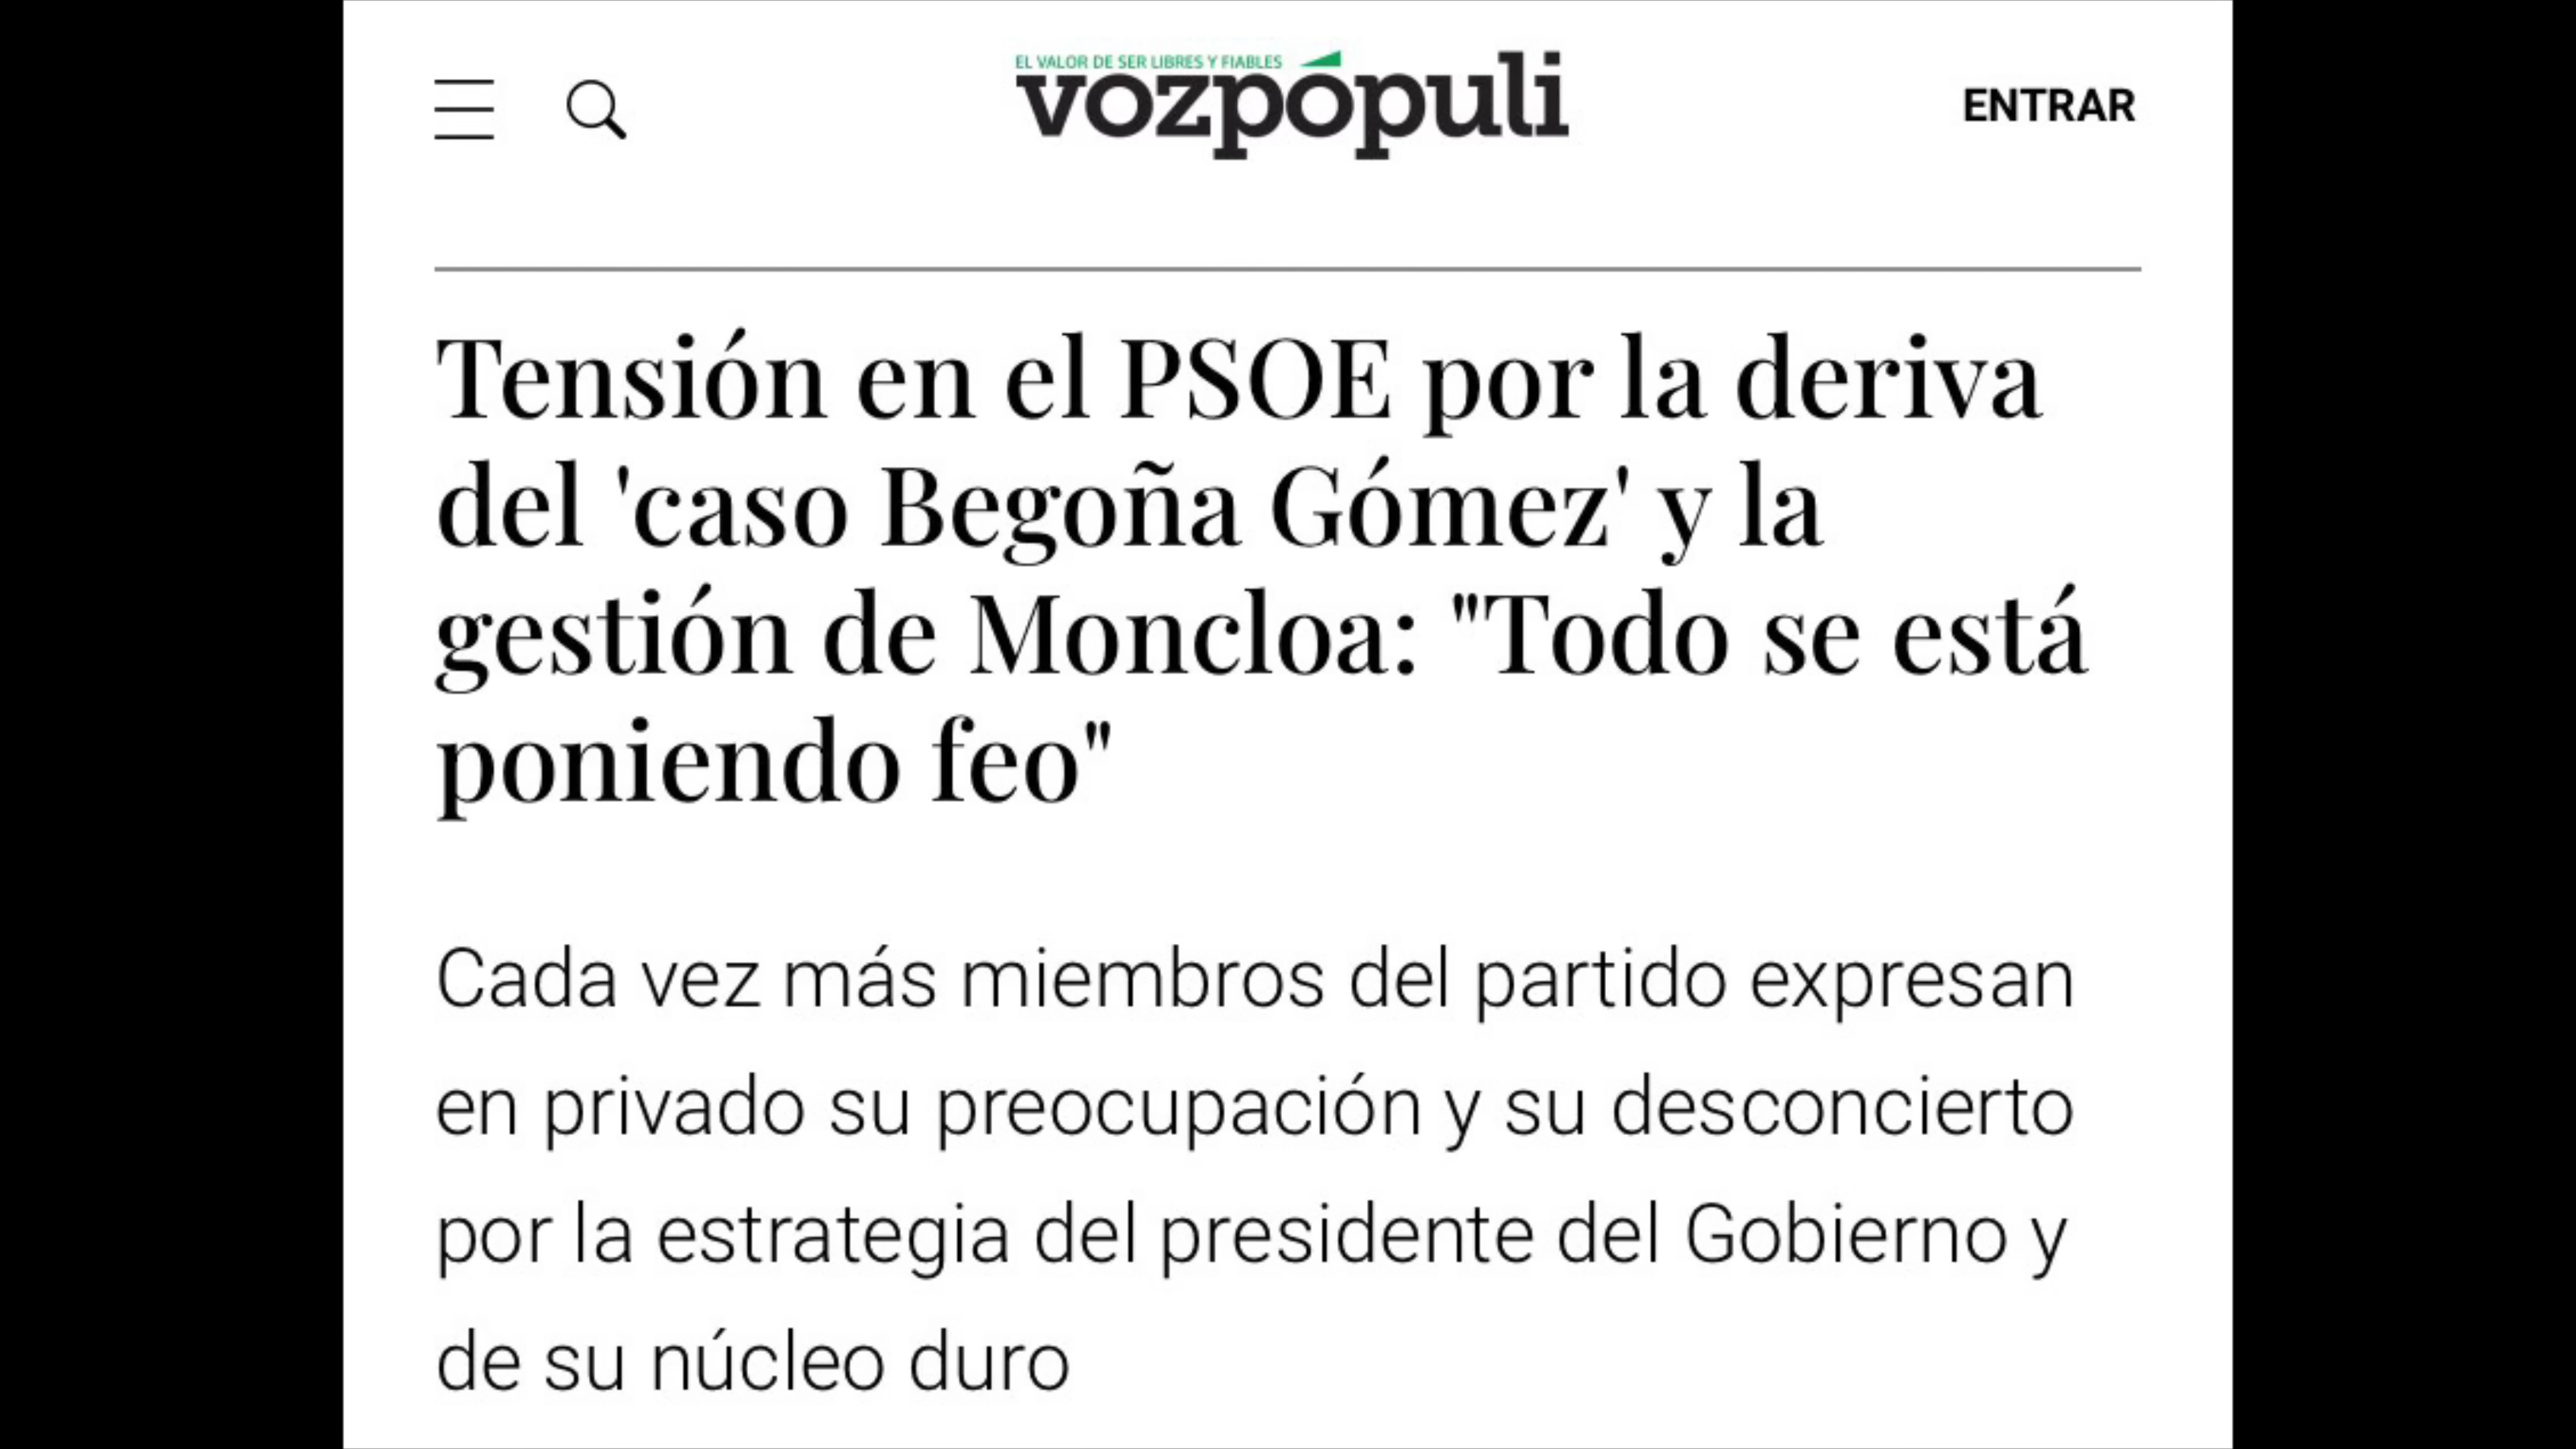 EL VALOR DE SER LIBRES Y FIABLES
vozpópuli
ENTRAR
Tensión en el PSOE por la deriva
del 'caso Begoña Gómez' y la
gestión de Moncloa: "Todo se está
poniendo feo"
Cada vez más miembros del partido expresan
en privado su preocupación y su desconcierto
por la estrategia del presidente del Gobierno y
de su núcleo duro